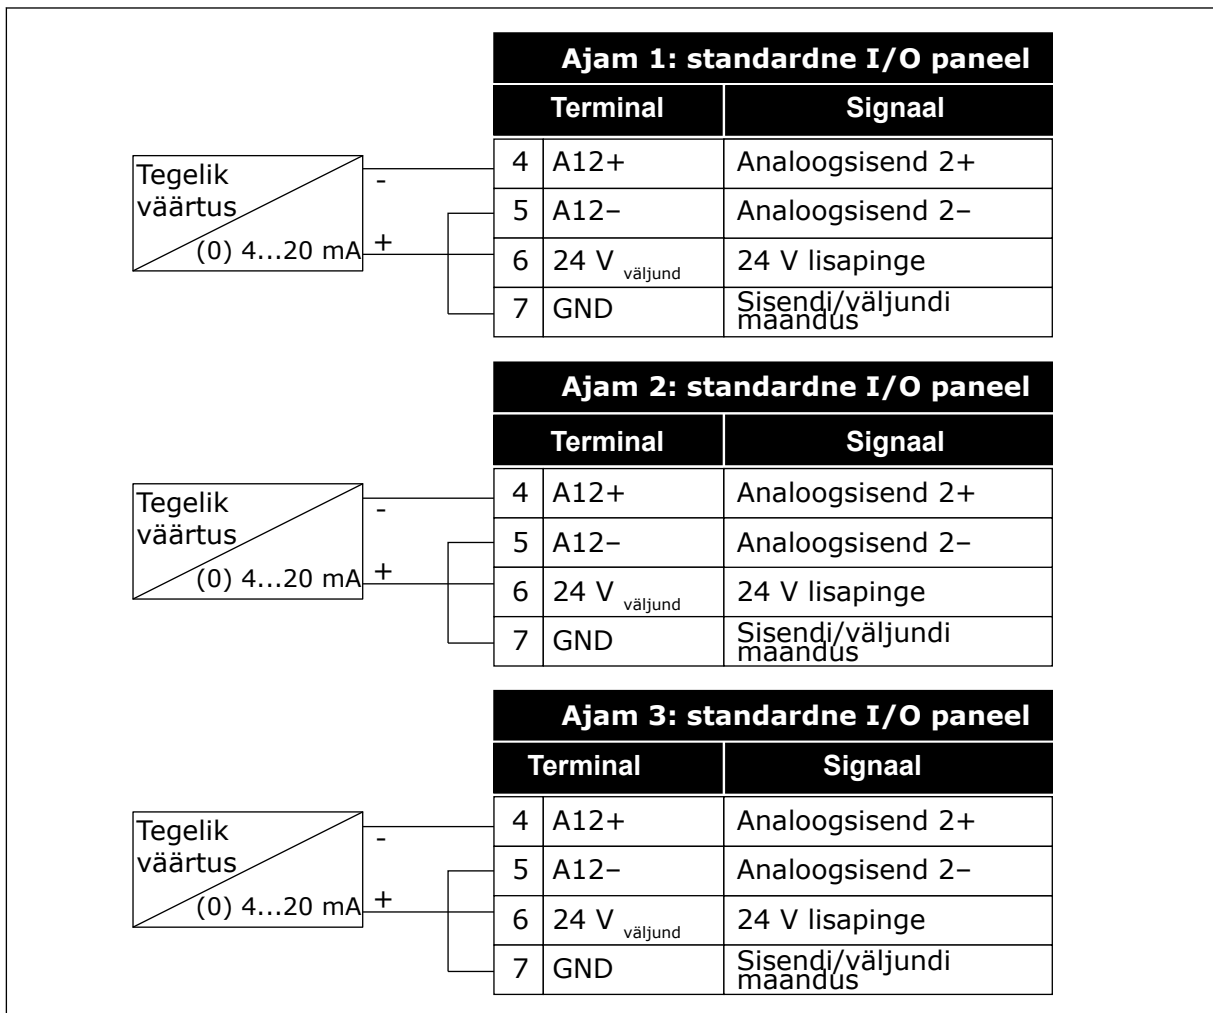 Ajam 1: standardne I/O paneel
Terminal Signaal
Tegelik
väärtus
(0) 4...20 mA
-
+
4 A12+ Analoogsisend 2+
5 A12– Analoogsisend 2–
6 24 V väljund 24 V lisapinge
7 GND Sisendi/väljundi
maandus
Ajam 2: standardne I/O paneel
Terminal Signaal
Tegelik
väärtus
(0) 4...20 mA
-
+
4 A12+ Analoogsisend 2+
5 A12– Analoogsisend 2–
6 24 V väljund 24 V lisapinge
7 GND Sisendi/väljundi
maandus
Ajam 3: standardne I/O paneel
Terminal Signaal
Tegelik
väärtus
(0) 4...20 mA
-
+
4 A12+ Analoogsisend 2+
5 A12– Analoogsisend 2–
6 24 V väljund 24 V lisapinge
7 GND Sisendi/väljundi
maandus